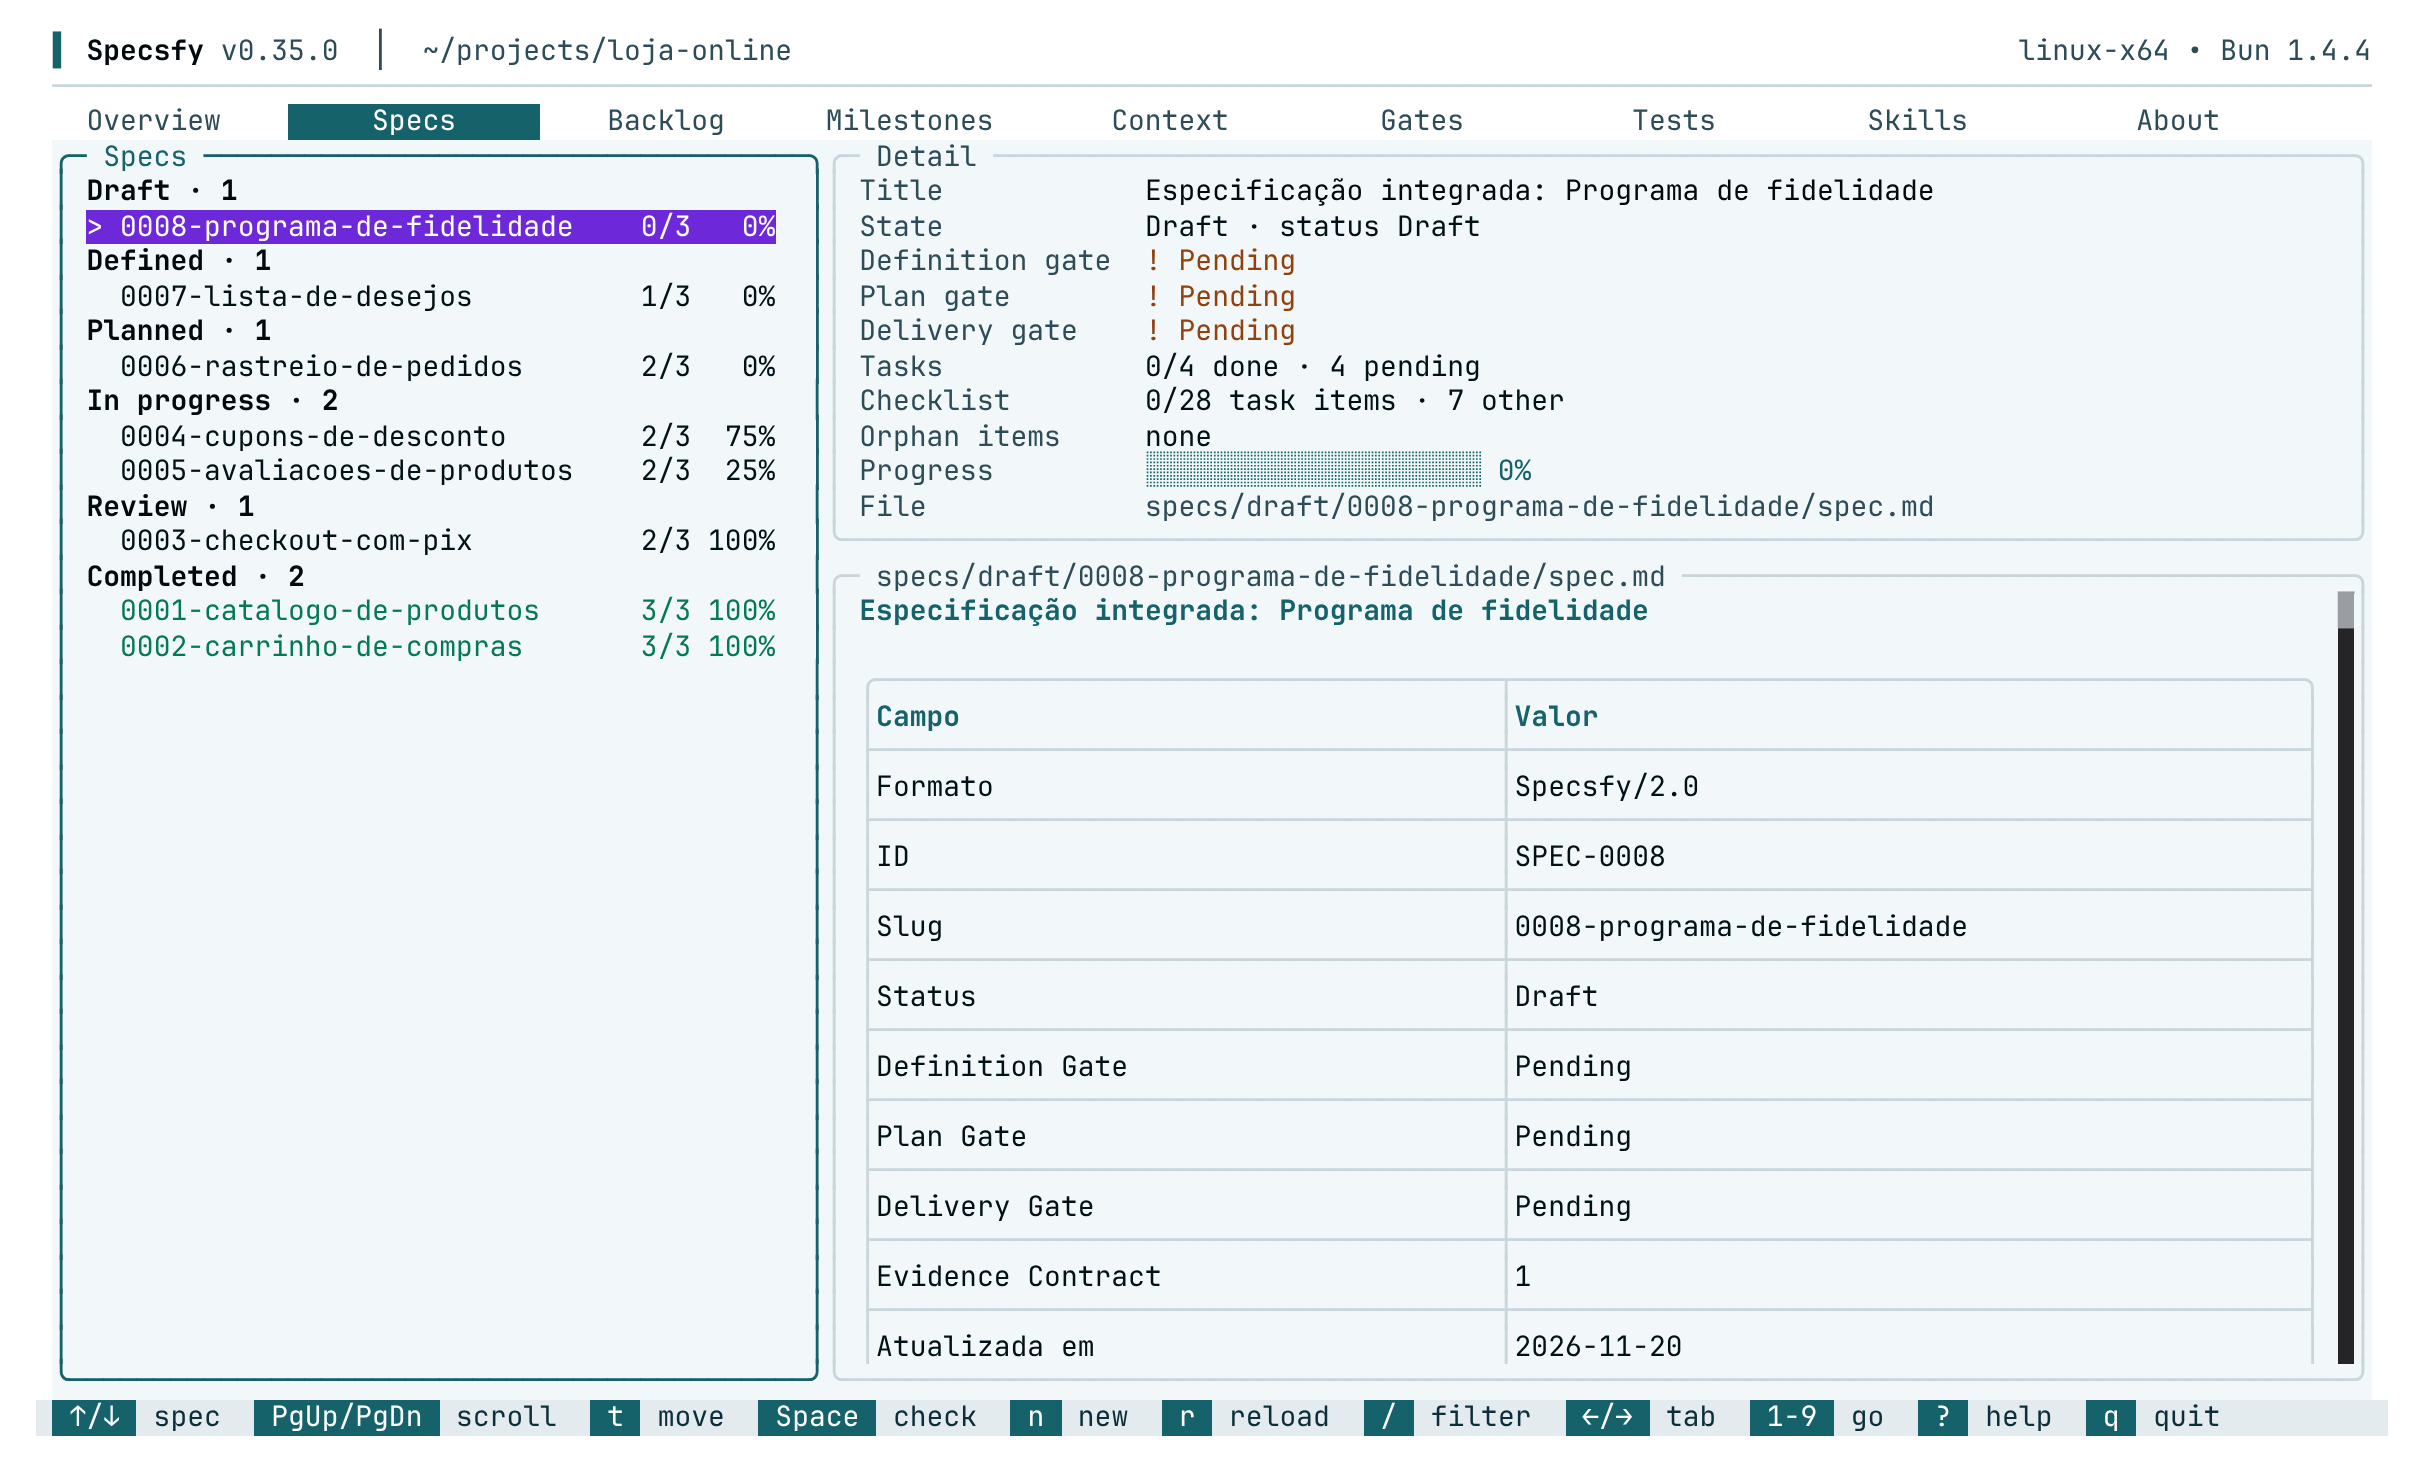 Specsfy v0.35.0 │ ~/projects/loja-online linux-x64 • Bun 1.4.4
Overview Specs Backlog Milestones Context Gates Tests Skills About
Specs
Draft · 1
> 0008-programa-de-fidelidade 0/3 0%
Defined · 1
0007-lista-de-desejos 1/3 0%
Planned · 1
0006-rastreio-de-pedidos 2/3 0%
In progress · 2
0004-cupons-de-desconto 2/3 75%
0005-avaliacoes-de-produtos 2/3 25%
Review · 1
0003-checkout-com-pix 2/3 100%
Completed · 2
0001-catalogo-de-produtos 3/3 100%
0002-carrinho-de-compras 3/3 100%
Detail
Title Especificação integrada: Programa de fidelidade
State Draft · status Draft
Definition gate ! Pending
Plan gate ! Pending
Delivery gate ! Pending
Tasks 0/4 done · 4 pending
Checklist 0/28 task items · 7 other
Orphan items none
Progress 0%
File specs/draft/0008-programa-de-fidelidade/spec.md
specs/draft/0008-programa-de-fidelidade/spec.md
Especificação integrada: Programa de fidelidade
Campo Valor
Formato Specsfy/2.0
ID SPEC-0008
Slug 0008-programa-de-fidelidade
Status Draft
Definition Gate Pending
Plan Gate Pending
Delivery Gate Pending
Evidence Contract 1
Atualizada em 2026-11-20
↑/↓ spec PgUp/PgDn scroll t move Space check n new r reload / filter ←/→ tab 1-9 go ? help q quit